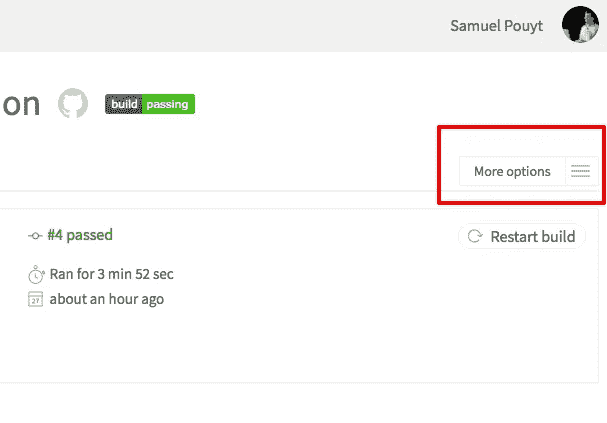 Samuel Pouyt
on
build passing
More options
#4 passed
Restart build
Ran for 3 min 52 sec
27
about an hour ago